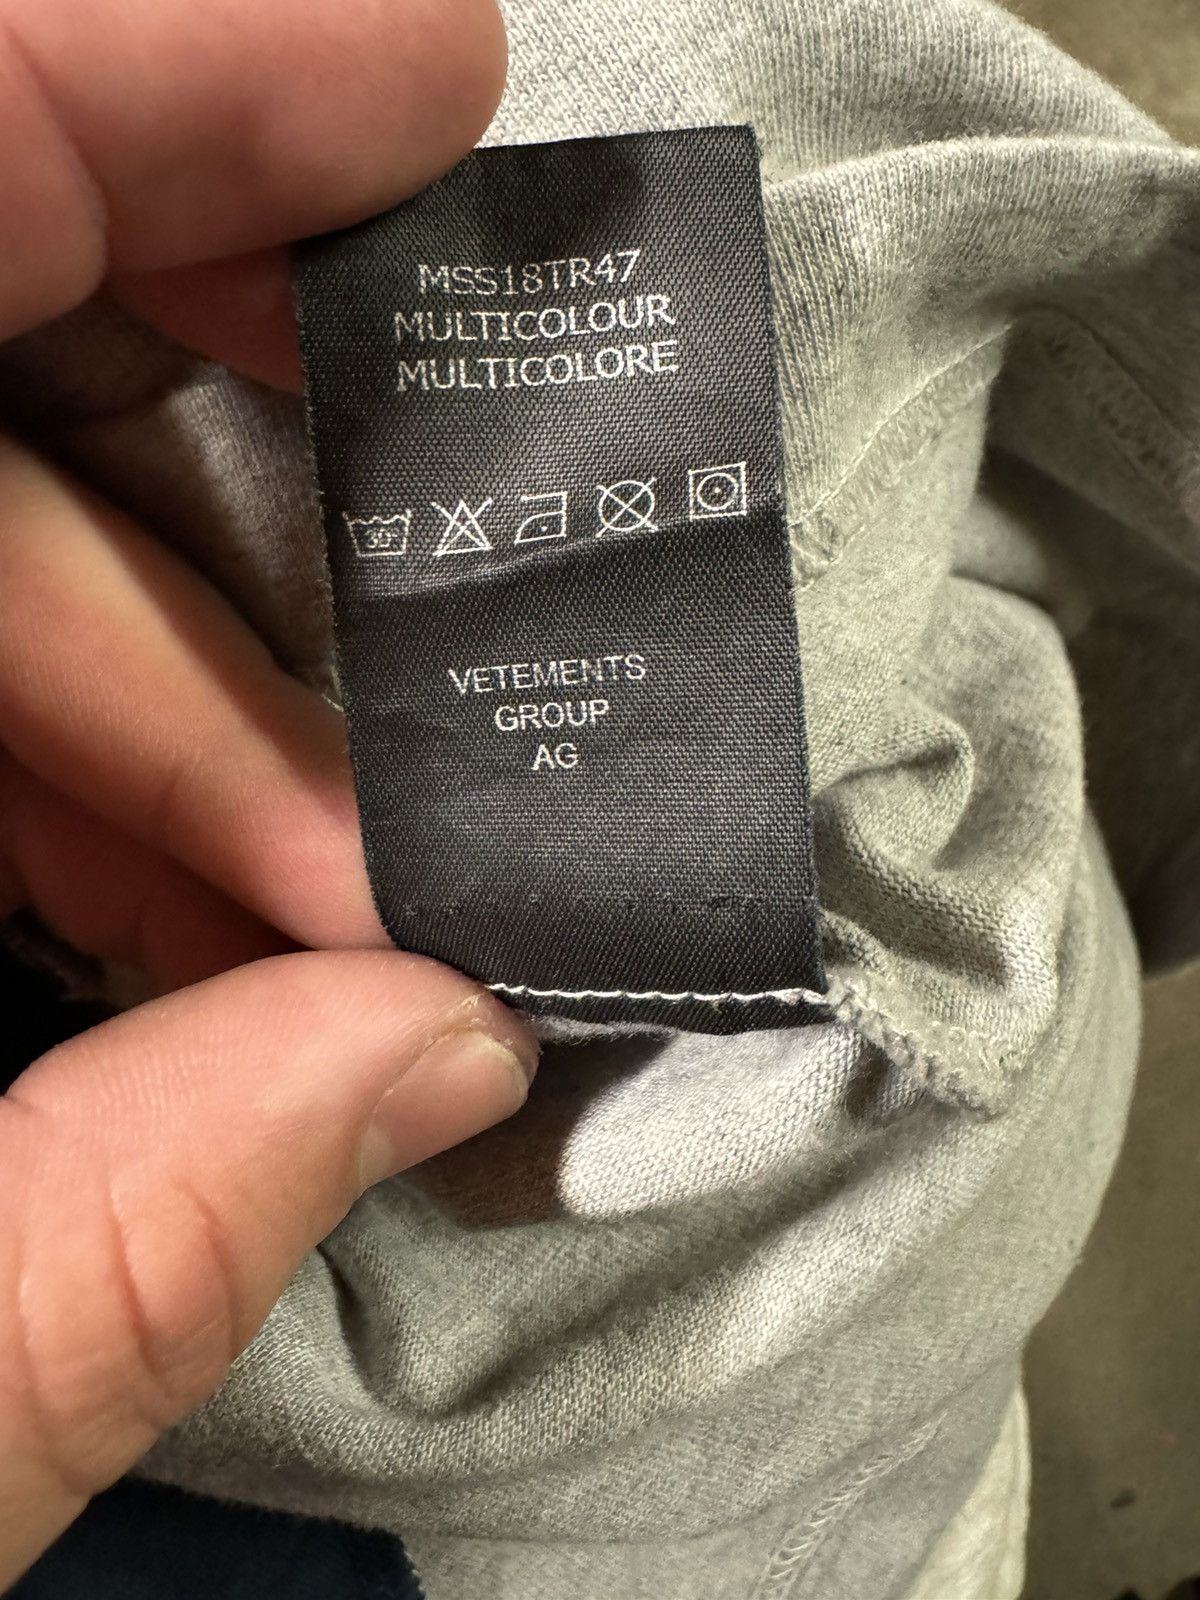 MSS18TR47
MULTICOLOUR
MULTICOLORE
30°
VETEMENTS
GROUP
AG